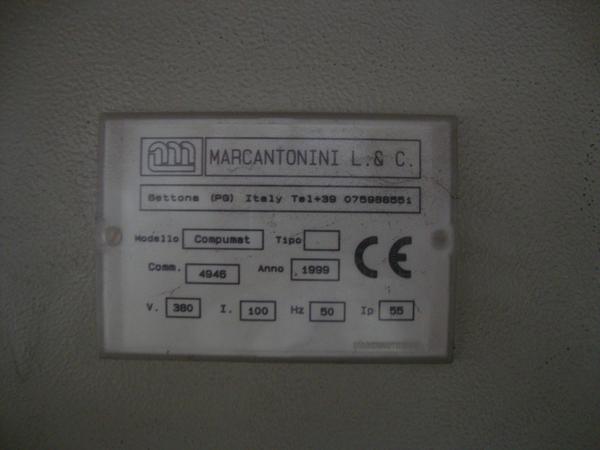 m MARCANTONINI L.& C.
Bettona (PG) Italy Tel+39 075988551
Modello Compumat Tipo
CE
Comm. 4946 Anno 1999
V. 380 I. 100 Hz 50 Ip 55